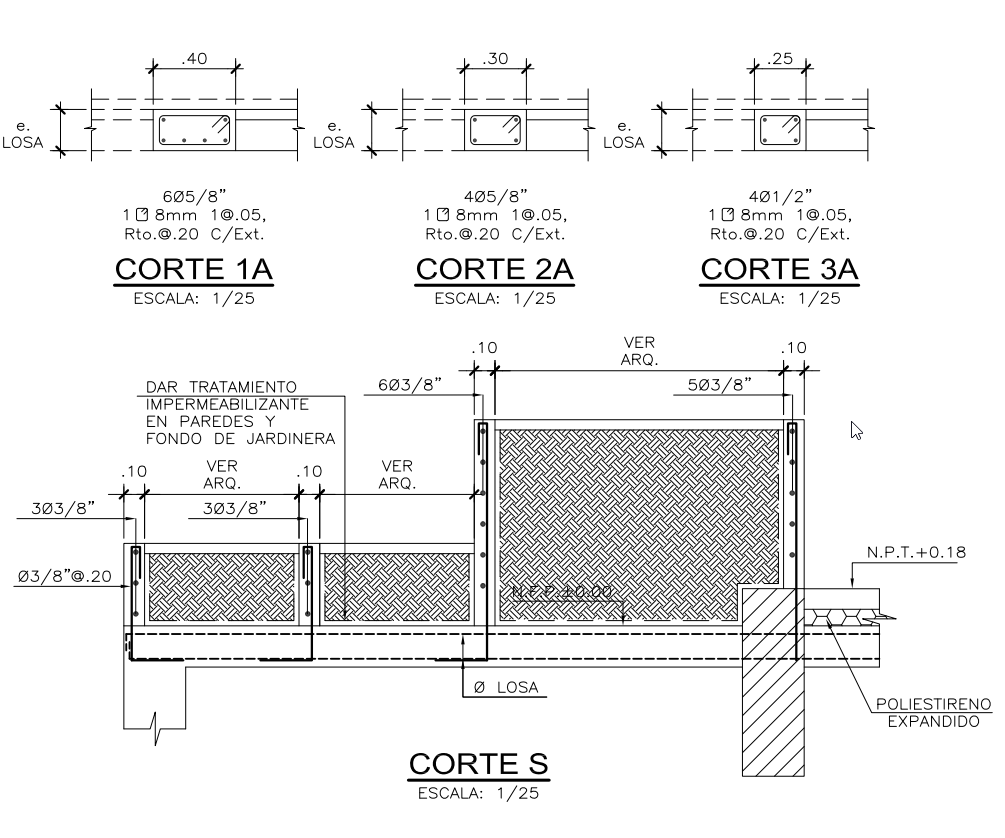 .40
e.
LOSA
6Ø5/8"
1 8mm 1@.05,
Rto.@.20 C/Ext.
CORTE 1A
ESCALA: 1/25
.30
e.
LOSA
4Ø5/8"
1 8mm 1@.05,
Rto.@.20 C/Ext.
CORTE 2A
ESCALA: 1/25
.25
e.
LOSA
4Ø1/2"
1 8mm 1@.05,
Rto.@.20 C/Ext.
CORTE 3A
ESCALA: 1/25
.10
VER
ARQ.
.10
6Ø3/8"
5Ø3/8"
DAR TRATAMIENTO
IMPERMEABILIZANTE
EN PAREDES Y
FONDO DE JARDINERA
.10
VER
ARQ.
.10
VER
ARQ.
3Ø3/8"
3Ø3/8"
Ø3/8"@.20
N.F.P.±0.00
N.P.T.+0.18
Ø LOSA
POLIESTIRENO
EXPANDIDO
CORTE S
ESCALA: 1/25